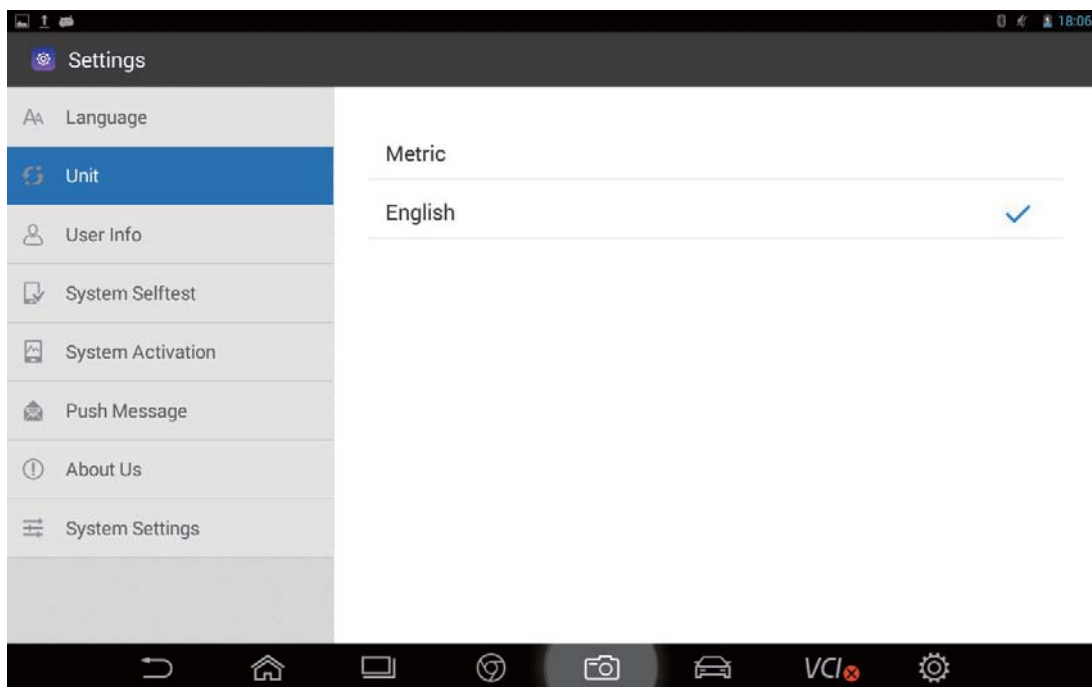 18:06
Settings
Language
Unit
User Info
System Selftest
System Activation
Push Message
About Us
System Settings
Metric
English
VCI